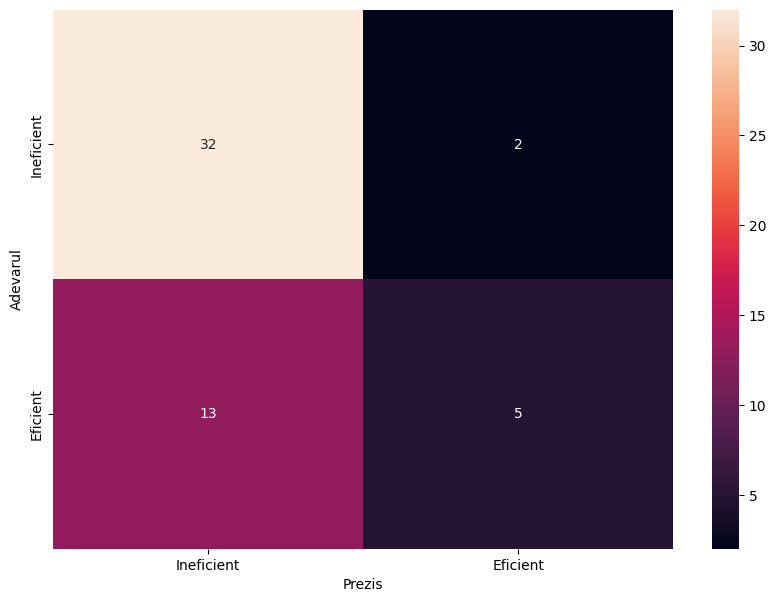 Adevarul
Ineficient
Eficient
32
2
13
5
Ineficient
Eficient
Prezis
30
25
20
15
10
5